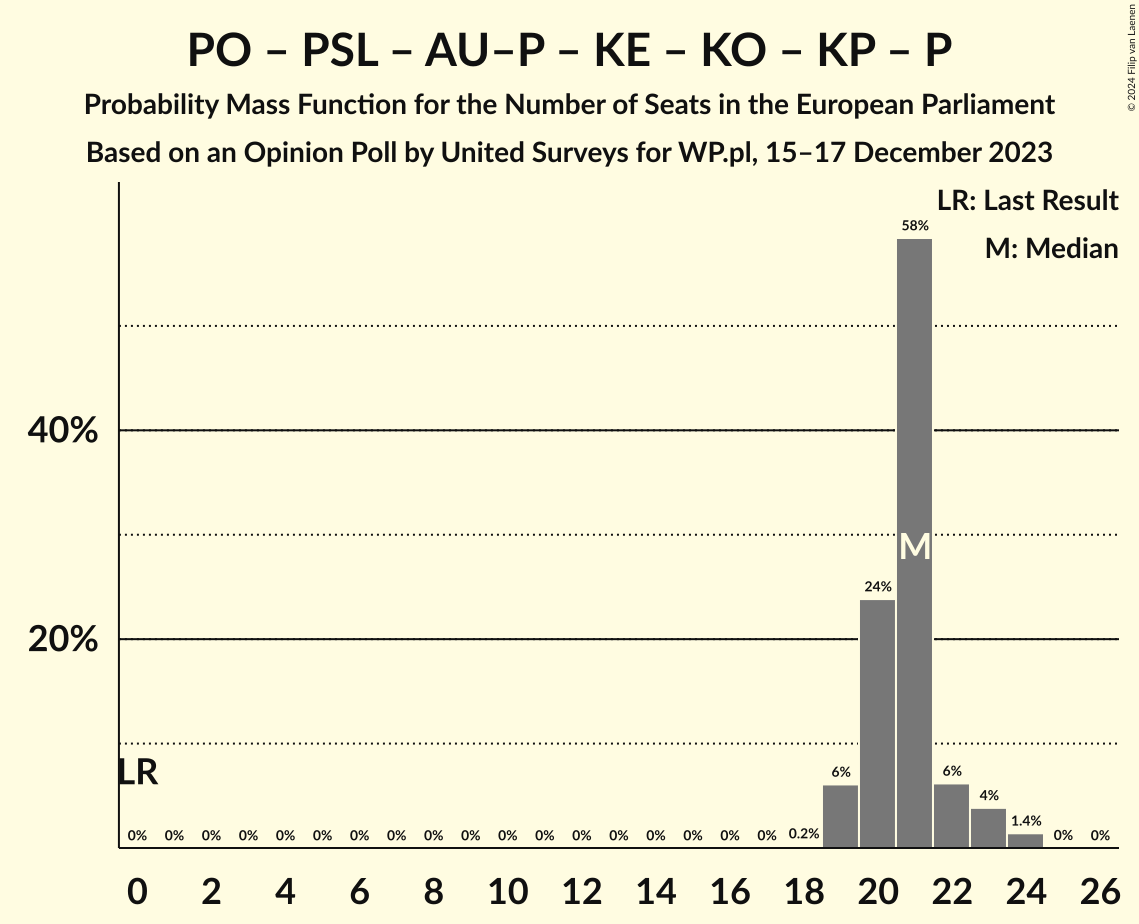 PO – PSL – AU–P – KE – KO – KP – P
Probability Mass Function for the Number of Seats in the European Parliament
Based on an Opinion Poll by United Surveys for WP.pl, 15–17 December 2023
© 2024 Filip van Laenen
LR: Last Result
M: Median
58%
40%
M
24%
20%
LR
6%
6%
4%
1.4%
0% 0% 0% 0% 0% 0% 0% 0% 0% 0% 0% 0% 0% 0% 0% 0% 0% 0% 0.2% 0% 0%
0 2 4 6 8 10 12 14 16 18 20 22 24 26